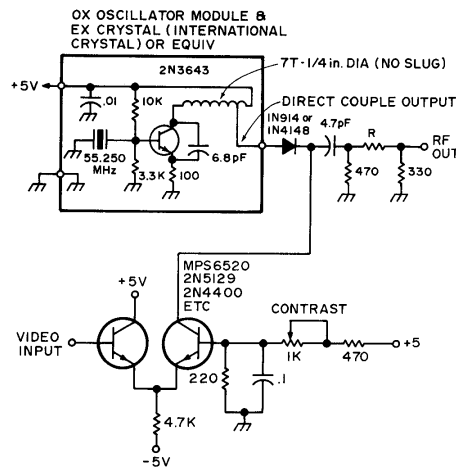 OX OSCILLATOR MODULE &
EX CRYSTAL (INTERNATIONAL
CRYSTAL) OR EQUIV
2N3643
7T-1/4 in. DIA (NO SLUG)
+5V
.01
10K
DIRECT COUPLE OUTPUT
1N914 or
1N4148
4.7pF
R
RF
OUT
55.250
MHz
6.8pF
3.3K
100
470
330
MPS6520
2N5129
2N4400
ETC
+5V
CONTRAST
VIDEO
INPUT
1K
470
+5
220
.1
4.7K
-5V